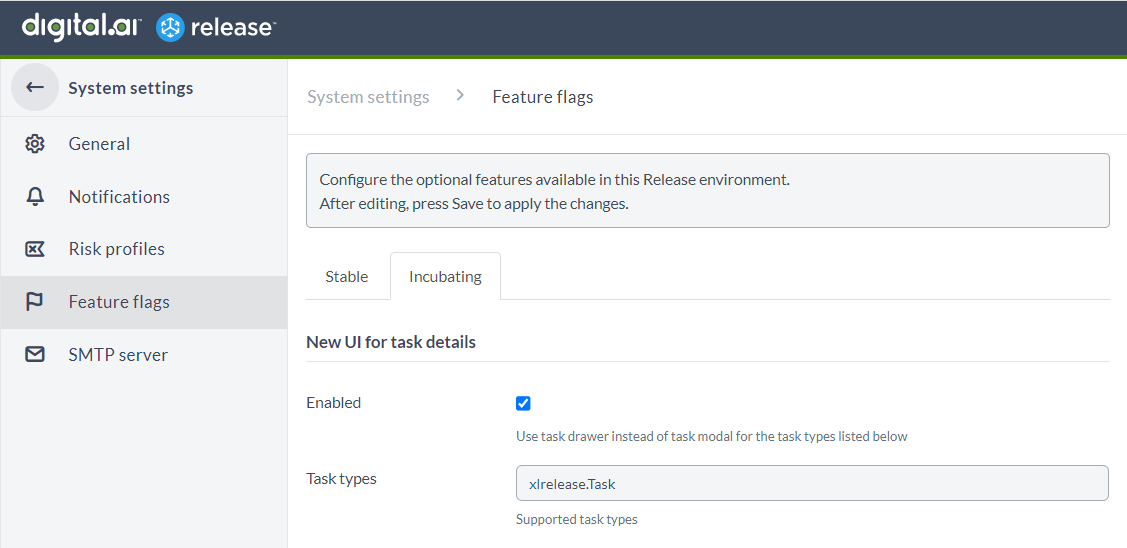 digital.ai release
System settings
General
Notifications
Risk profiles
Feature flags
SMTP server
System settings > Feature flags
Configure the optional features available in this Release environment.
After editing, press Save to apply the changes.
Stable Incubating
New UI for task details
Enabled
Use task drawer instead of task modal for the task types listed below
Task types xlrelease.Task
Supported task types